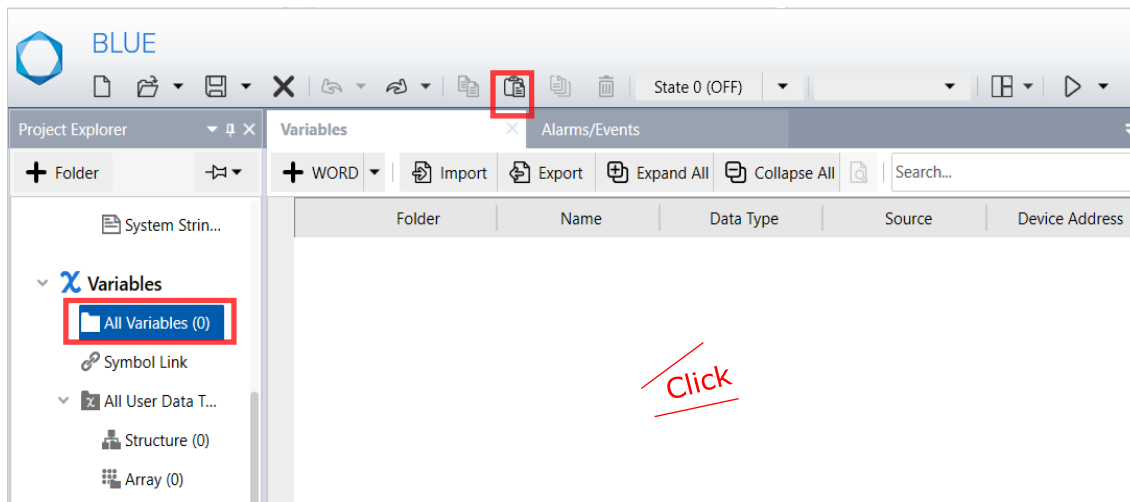 BLUE
State 0 (OFF)
Project Explorer
Variables
Alarms/Events
Folder
WORD
Import
Export
Expand All
Collapse All
Search...
System Strin...
Folder
Name
Data Type
Source
Device Address
Variables
All Variables (0)
Symbol Link
All User Data T...
Structure (0)
Array (0)
Click